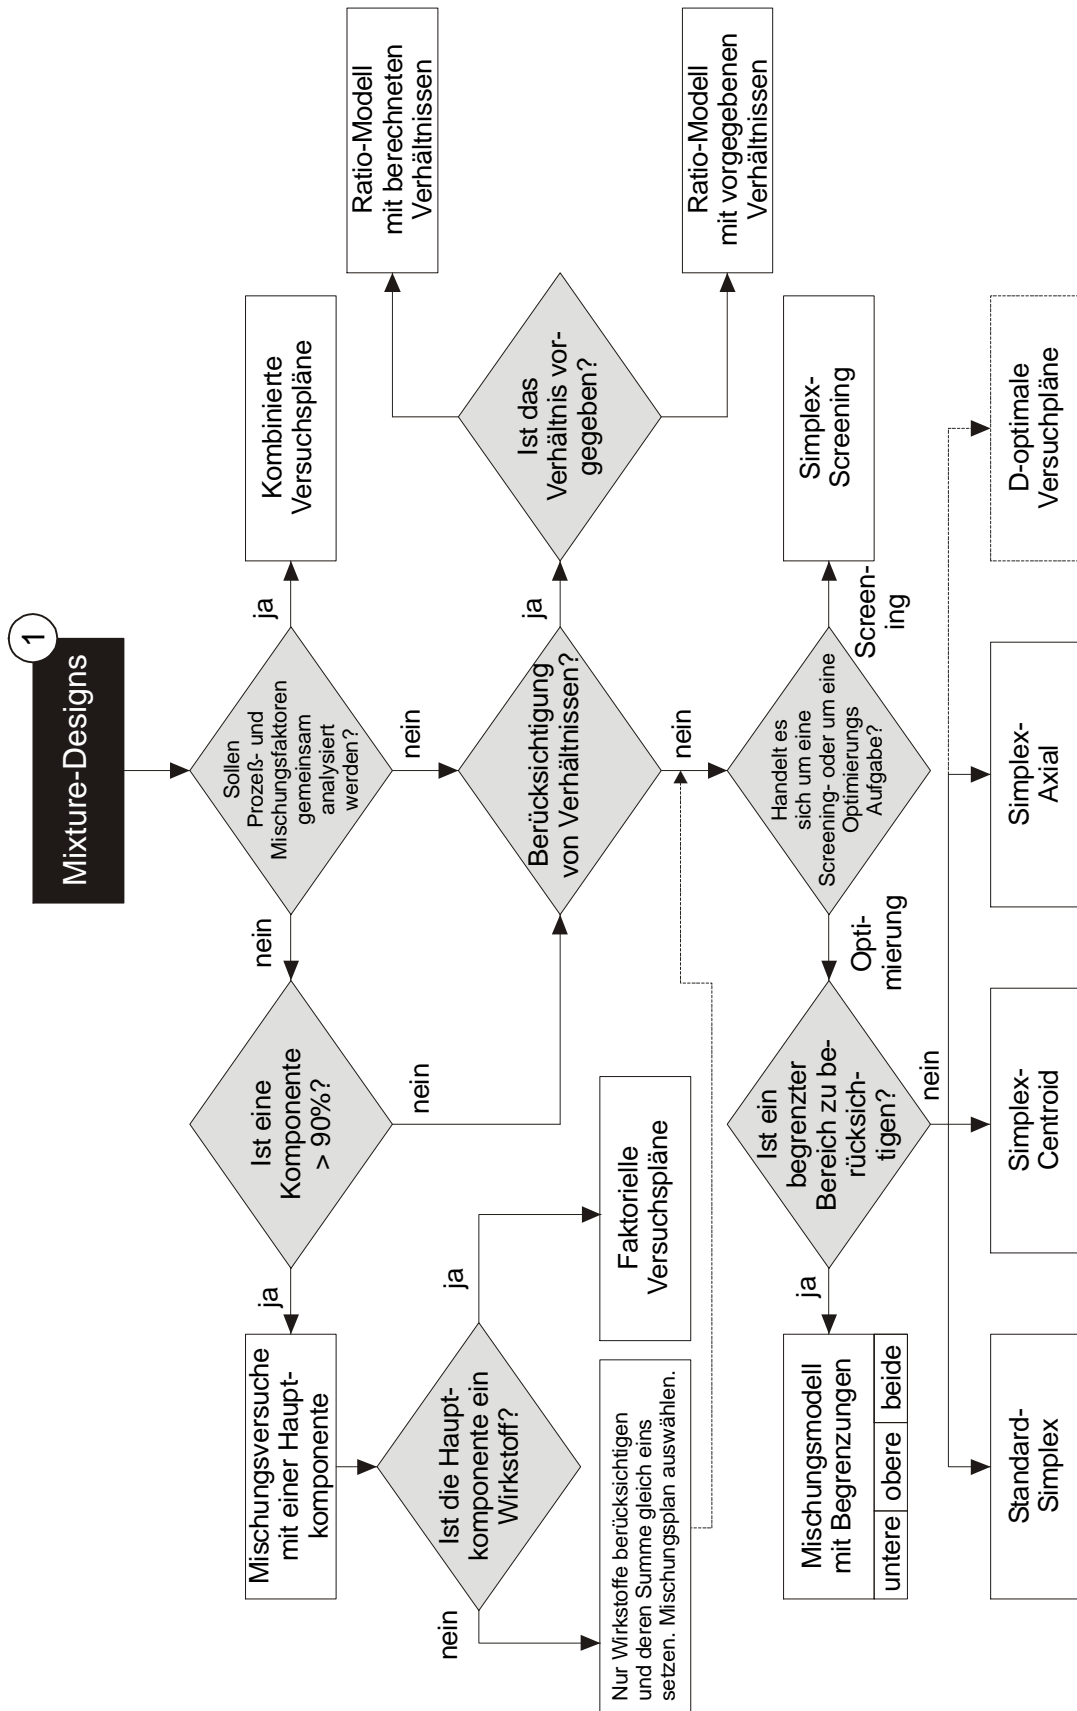 1
Mixture-Designs
Sollen
Prozeß- und
Mischungsfaktoren
gemeinsam
analysiert
werden?
ja
Kombinierte
Versuchspläne
nein
nein
Ist eine
Komponente
> 90%?
ja
nein
Mischungsversuche
mit einer Haupt-
komponente
Ist die Haupt-
komponente ein
Wirkstoff?
ja
nein
Faktorielle
Versuchspläne
Nur Wirkstoffe berücksichtigen
und deren Summe gleich eins
setzen. Mischungsplan auswählen.
Berücksichtigung
von Verhältnissen?
ja
nein
Ist das
Verhältnis vor-
gegeben?
Ratio-Modell
mit berechneten
Verhältnissen
Ratio-Modell
mit vorgegebenen
Verhältnissen
Handelt es
sich um eine
Screening- oder um eine
Optimierungs
Aufgabe?
Screen-
ing
Simplex-
Screening
Opti-
mierung
Ist ein
begrenzter
Bereich zu be-
rücksich-
tigen?
ja
nein
Mischungsmodell
mit Begrenzungen
untere obere beide
Standard-
Simplex
Simplex-
Centroid
Simplex-
Axial
D-optimale
Versuchpläne